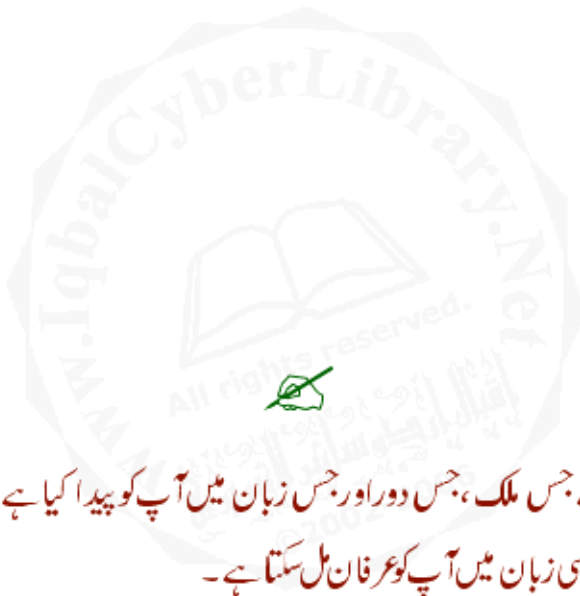 www.IqbalCyberLibrary.Net
All rights reserved.
، جس ملک ، جس دور اور جس زبان میں آپ کو پیدا کیا ہے
سی زبان میں آپ کو عرفان مل سکتا ہے ۔